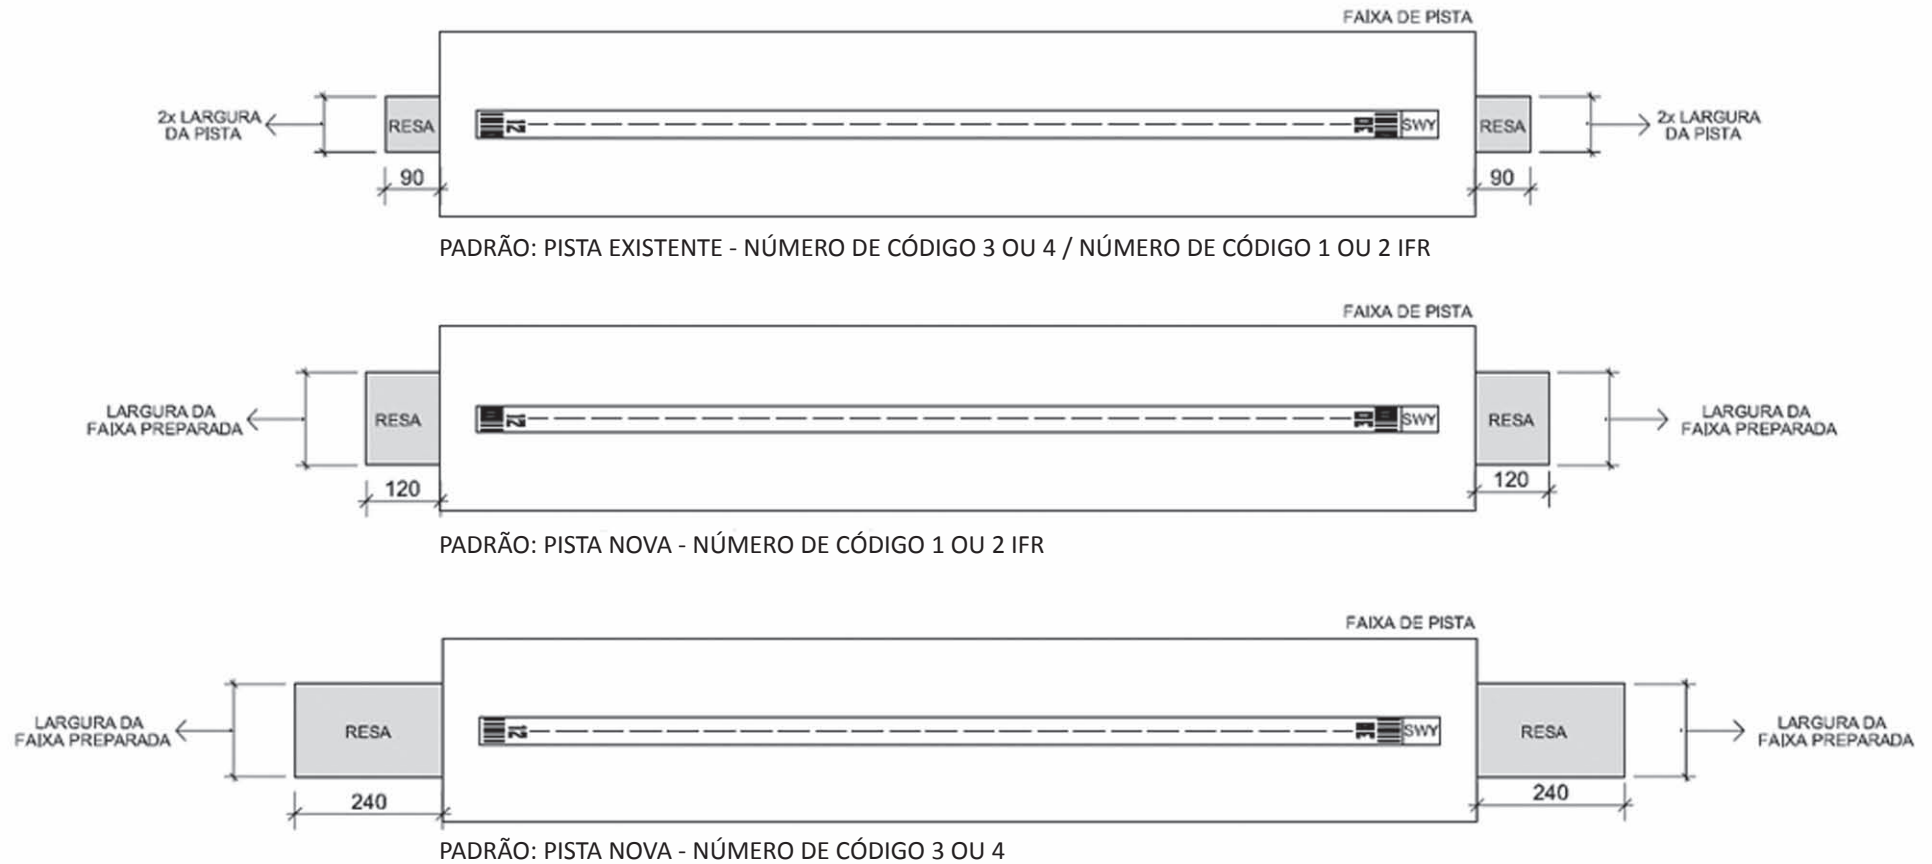 FAIXA DE PISTA
2x LARGURA
DA PISTA
RESA
12
SWY
RESA
2x LARGURA
DA PISTA
90
90
PADRÃO: PISTA EXISTENTE - NÚMERO DE CÓDIGO 3 OU 4 / NÚMERO DE CÓDIGO 1 OU 2 IFR
FAIXA DE PISTA
LARGURA DA
FAIXA PREPARADA
RESA
12
SWY
RESA
LARGURA DA
FAIXA PREPARADA
120
120
PADRÃO: PISTA NOVA - NÚMERO DE CÓDIGO 1 OU 2 IFR
FAIXA DE PISTA
LARGURA DA
FAIXA PREPARADA
RESA
12
SWY
RESA
LARGURA DA
FAIXA PREPARADA
240
240
PADRÃO: PISTA NOVA - NÚMERO DE CÓDIGO 3 OU 4